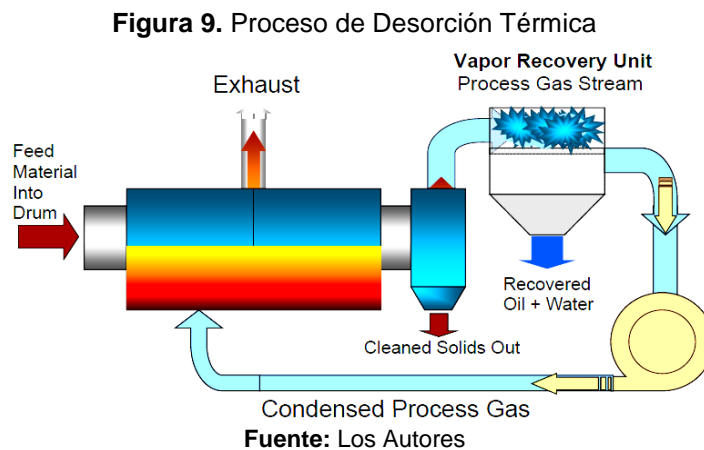 Figura 9. Proceso de Desorción Térmica
Vapor Recovery Unit
Process Gas Stream
Exhaust
Feed
Material
Into
Drum
Recovered
Oil + Water
Cleaned Solids Out
Condensed Process Gas
Fuente: Los Autores